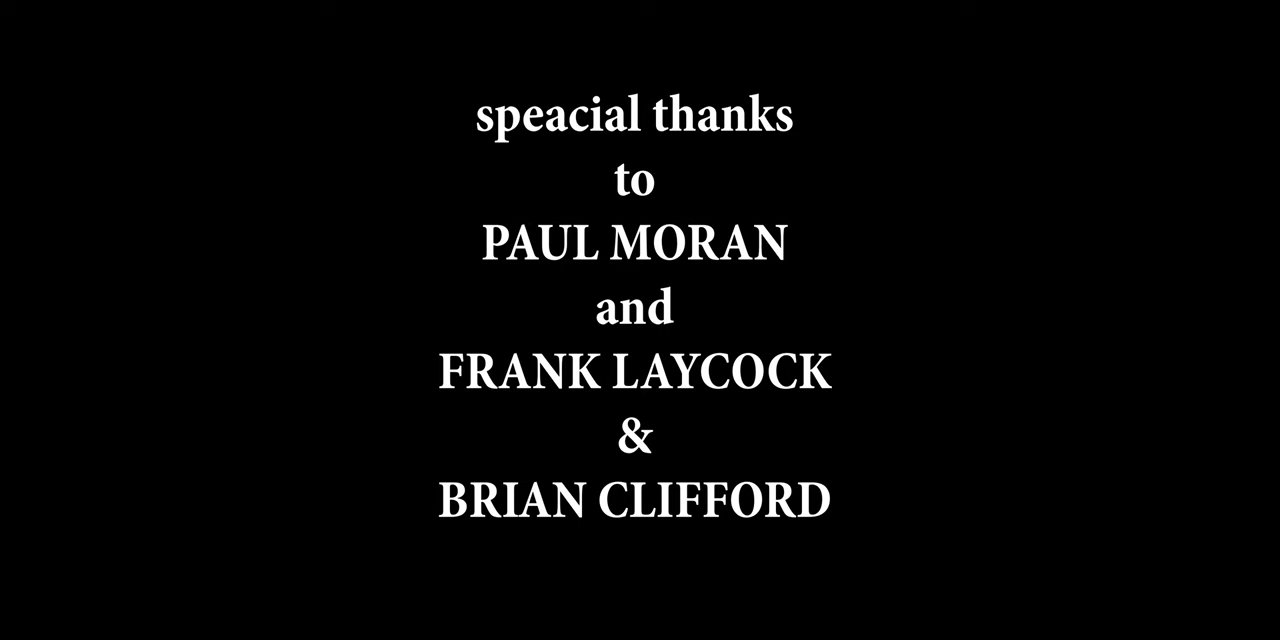 speacial thanks
to
PAUL MORAN
and
FRANK LAYCOCK
&
BRIAN CLIFFORD